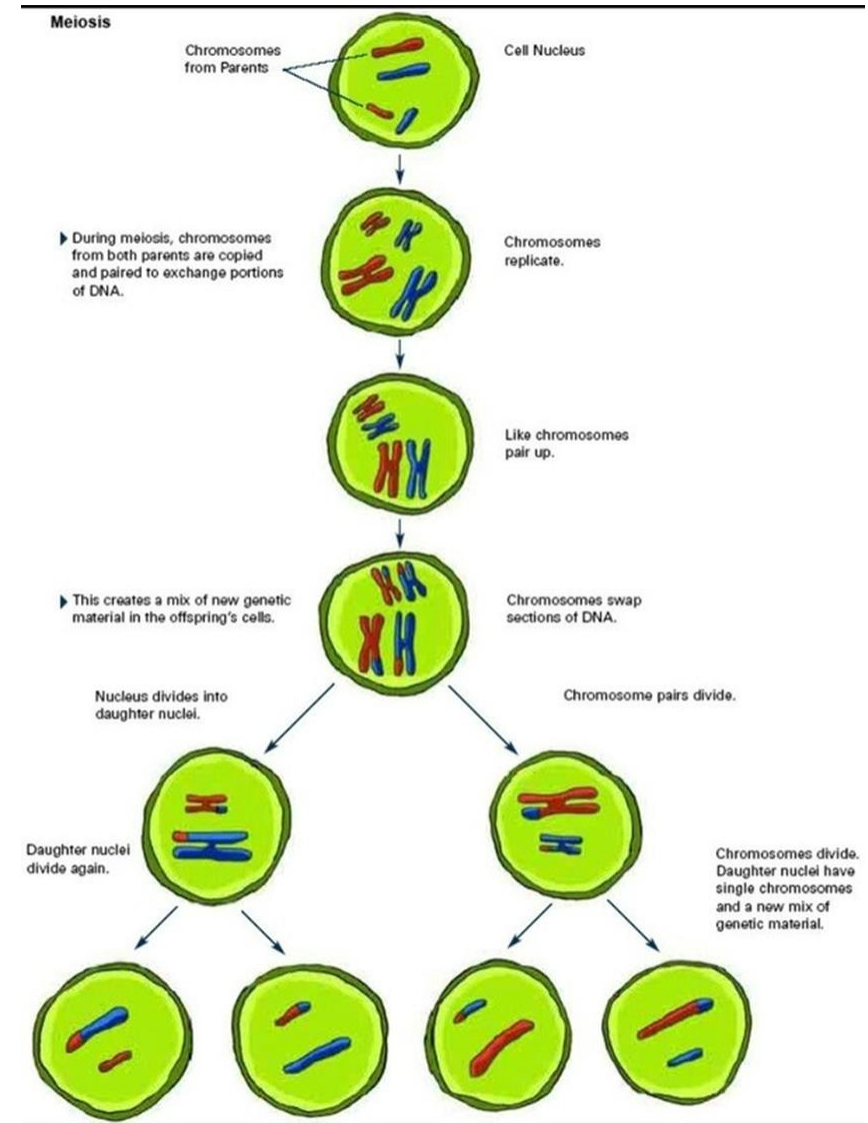 Meiosis
Chromosomes
from Parents
Cell Nucleus
During meiosis, chromosomes
from both parents are copied
and paired to exchange portions
of DNA.
Chromosomes
replicate.
Like chromosomes
pair up.
This creates a mix of new genetic
material in the offspring's cells.
Chromosomes swap
sections of DNA.
Nucleus divides into
daughter nuclei.
Chromosome pairs divide.
Daughter nuclei
divide again.
Chromosomes divide.
Daughter nuclei have
single chromosomes
and a new mix of
genetic material.